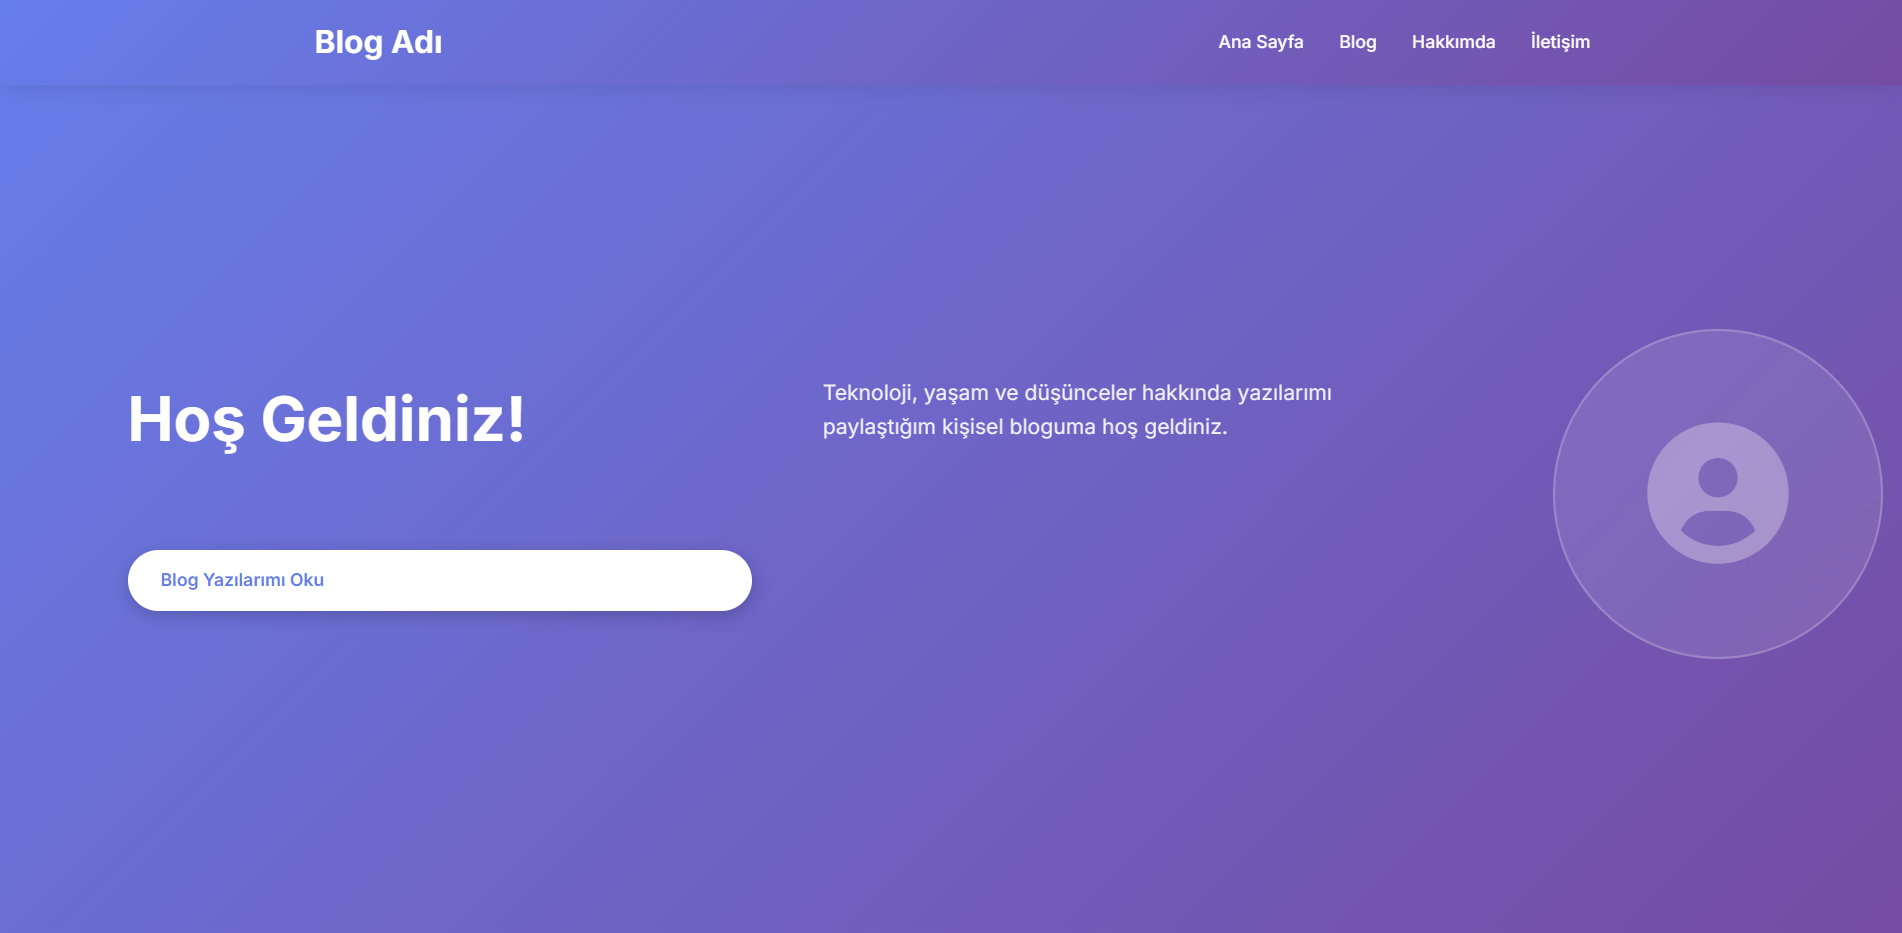 Blog Adı
Ana Sayfa
Blog
Hakkımda
İletişim
Hoş Geldiniz!
Teknoloji, yaşam ve düşünceler hakkında yazılarımı
paylaştığım kişisel bloguma hoş geldiniz.
Blog Yazılarımı Oku